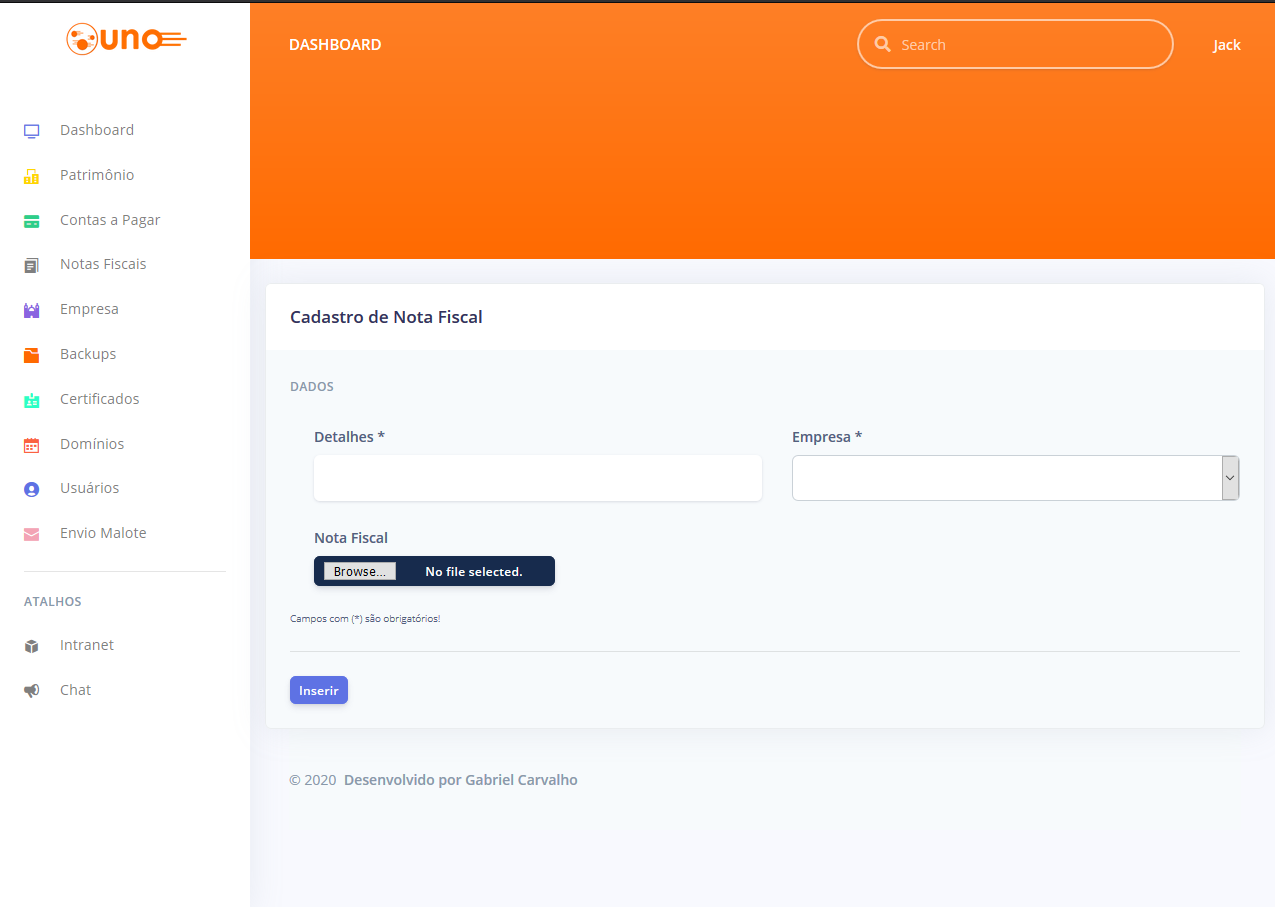 uno
DASHBOARD
Search
Jack
Dashboard
Patrimônio
Contas a Pagar
Notas Fiscais
Empresa
Backups
Certificados
Domínios
Usuários
Envio Malote
ATALHOS
Intranet
Chat
Cadastro de Nota Fiscal
DADOS
Detalhes *
Empresa *
Nota Fiscal
Browse... No file selected.
Campos com (*) são obrigatórios!
Inserir
© 2020 Desenvolvido por Gabriel Carvalho